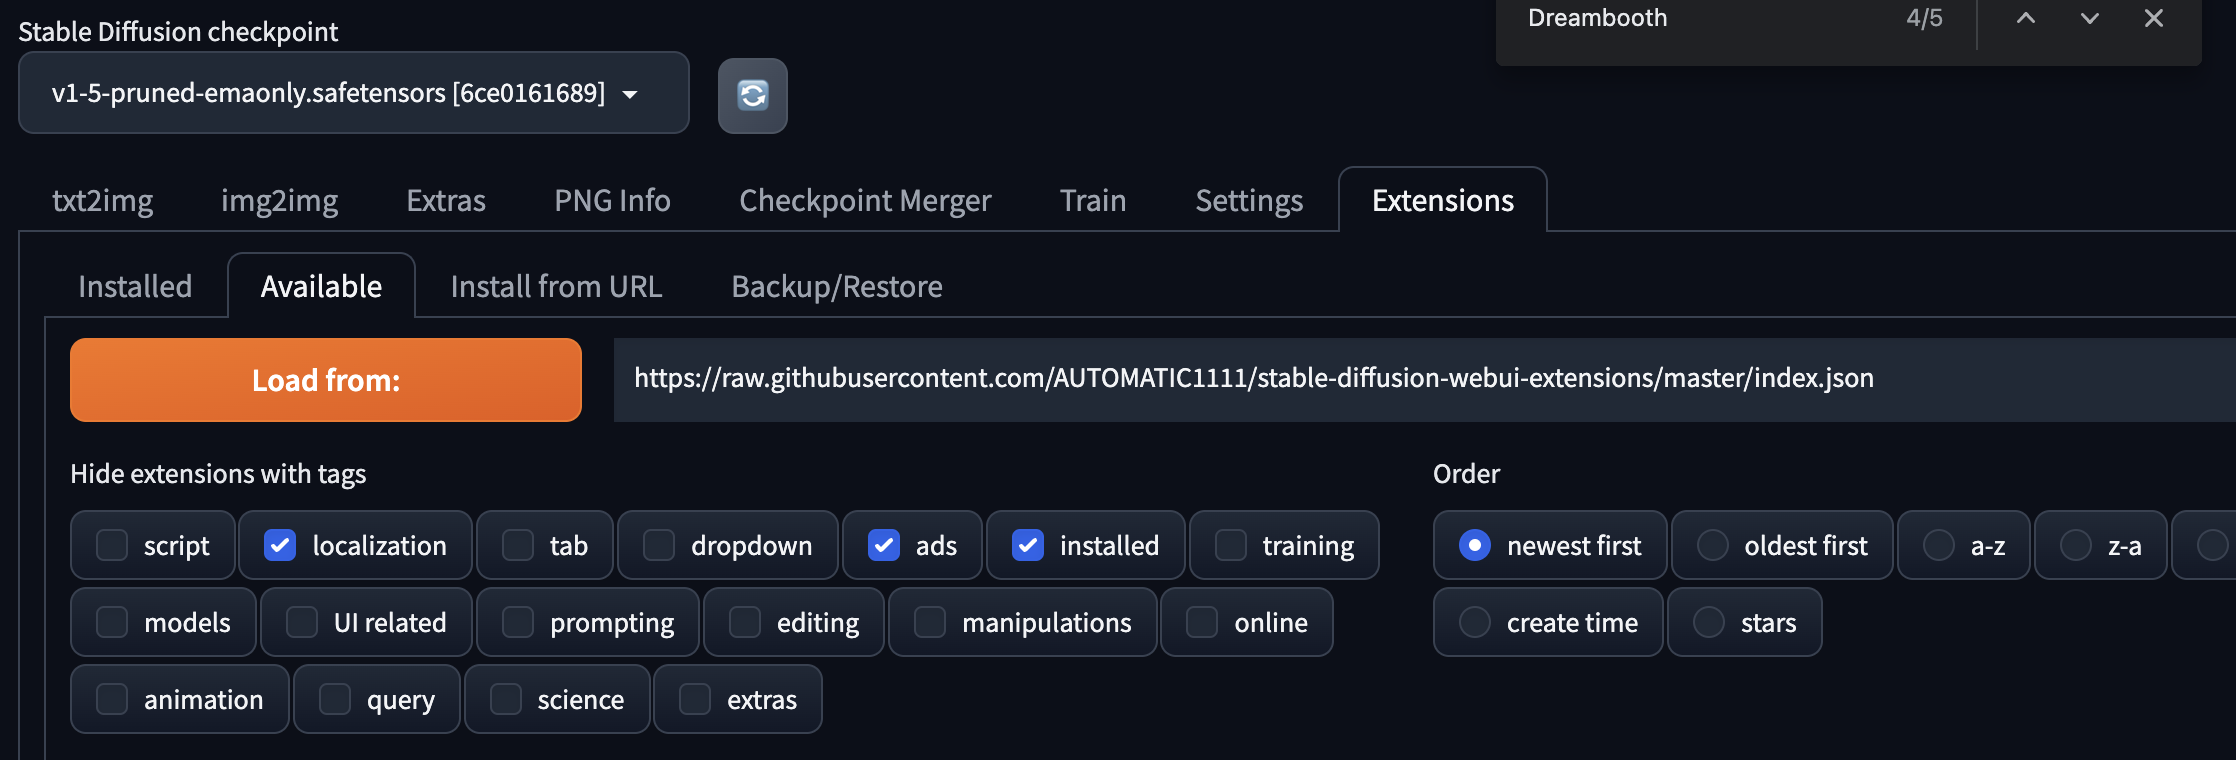 Stable Diffusion checkpoint
Dreambooth 4/5
v1-5-pruned-emaonly.safetensors [6ce0161689]
txt2img img2img Extras PNG Info Checkpoint Merger Train Settings Extensions
Installed Available Install from URL Backup/Restore
Load from: https://raw.githubusercontent.com/AUTOMATIC1111/stable-diffusion-webui-extensions/master/index.json
Hide extensions with tags Order
script localization tab dropdown ads installed training newest first oldest first a-z z-a
models UI related prompting editing manipulations online create time stars
animation query science extras